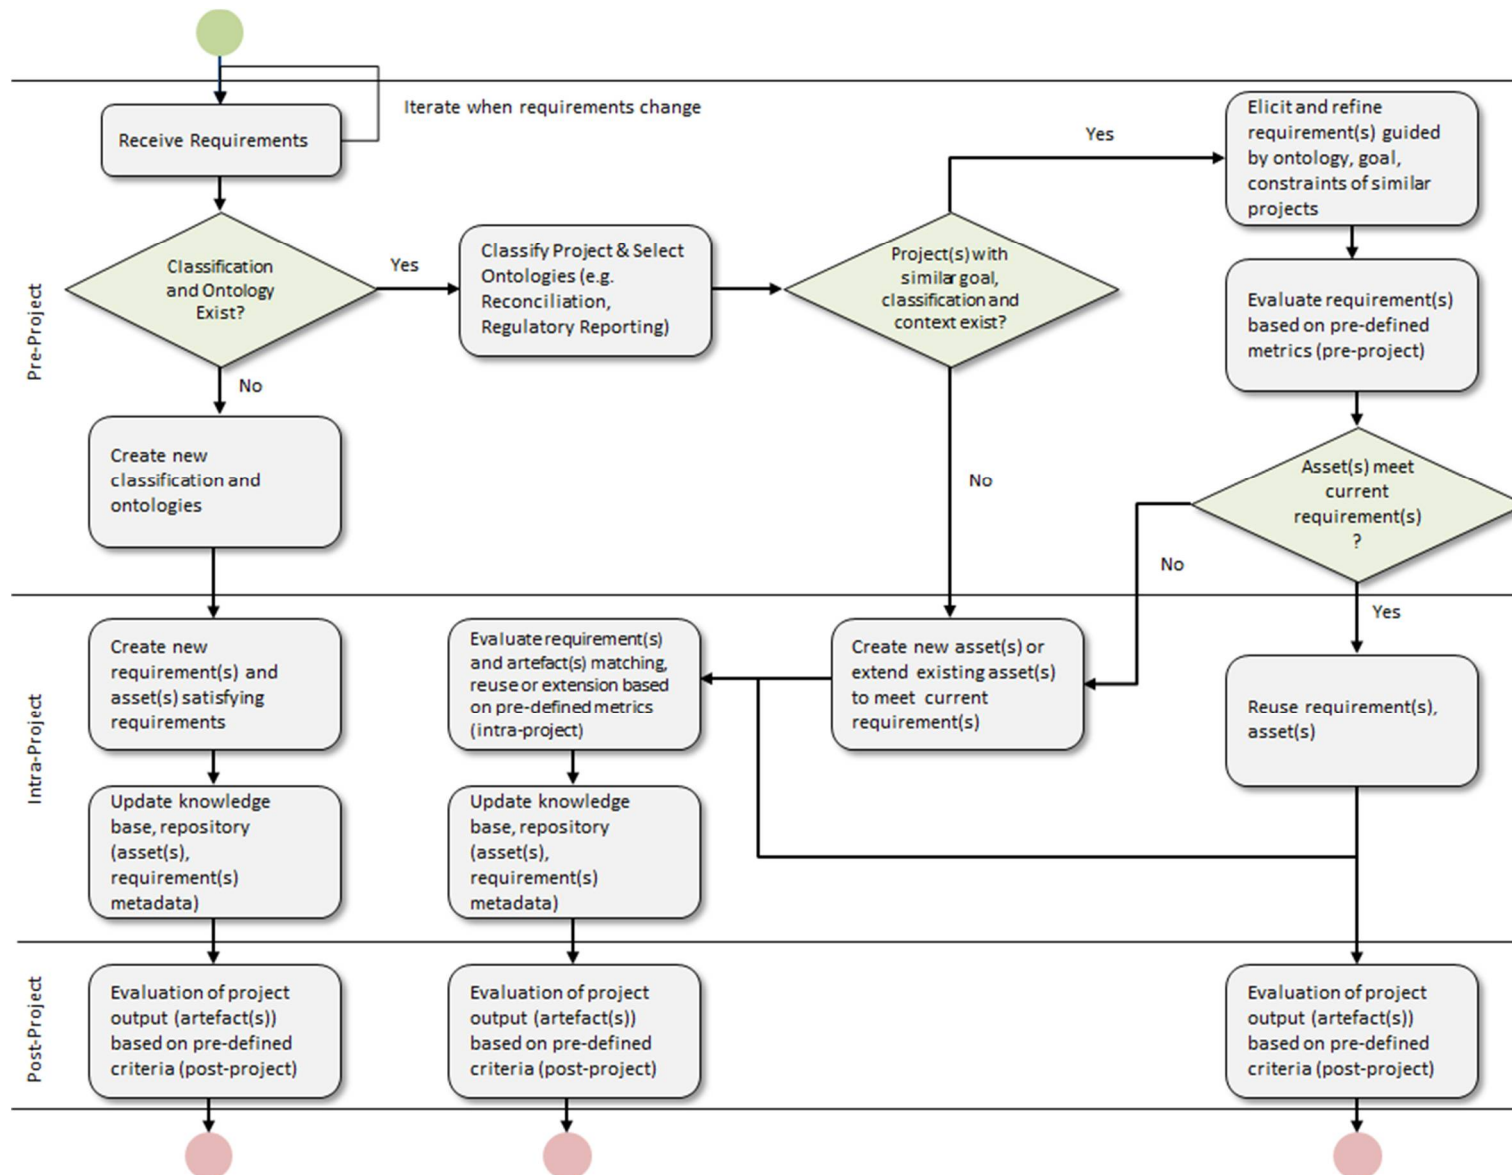 Iterate when requirements change
Receive Requirements
Yes
Elicit and refine
requirement(s) guided
by ontology, goal,
constraints of similar
projects
Pre-Project
Classification
and Ontology
Exist?
Yes
Classify Project & Select
Ontologies (e.g.
Reconciliation,
Regulatory Reporting)
Project(s) with
similar goal,
classification and
context exist?
Evaluate requirement(s)
based on pre-defined
metrics (pre-project)
No
Create new
classification and
ontologies
No
Asset(s) meet
current
requirement(s)
?
No
Yes
Intra-Project
Create new
requirement(s) and
asset(s) satisfying
requirements
Evaluate requirement(s)
and artefact(s) matching,
reuse or extension based
on pre-defined metrics
(intra-project)
Create new asset(s) or
extend existing asset(s)
to meet current
requirement(s)
Reuse requirement(s),
asset(s)
Update knowledge
base, repository
(asset(s),
requirement(s)
metadata)
Update knowledge
base, repository
(asset(s),
requirement(s)
metadata)
Post-Project
Evaluation of project
output (artefact(s))
based on pre-defined
criteria (post-project)
Evaluation of project
output (artefact(s))
based on pre-defined
criteria (post-project)
Evaluation of project
output (artefact(s))
based on pre-defined
criteria (post-project)